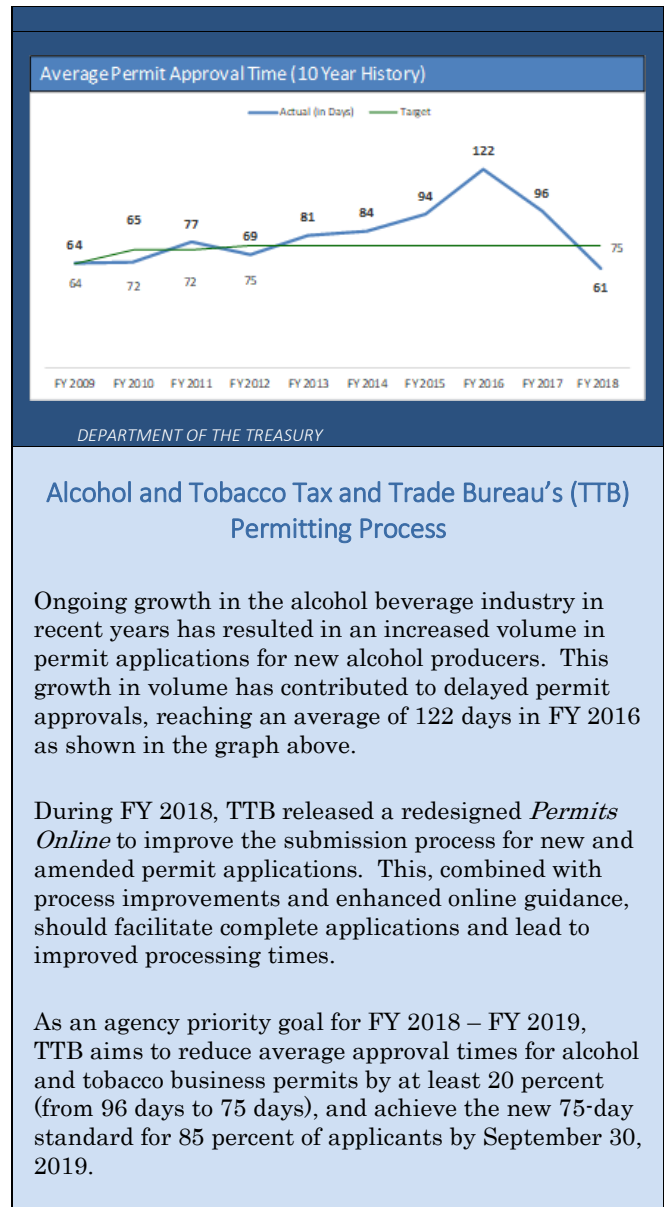 Average Permit Approval Time (10 Year History)
Actual (in Days) Target
122
94 96
81 84
65 77
64 69
75
64 72 72 75
61
FY 2009 FY 2010 FY 2011 FY 2012 FY 2013 FY 2014 FY 2015 FY 2016 FY 2017 FY 2018
DEPARTMENT OF THE TREASURY
Alcohol and Tobacco Tax and Trade Bureau’s (TTB)
Permitting Process
Ongoing growth in the alcohol beverage industry in
recent years has resulted in an increased volume in
permit applications for new alcohol producers.  This
growth in volume has contributed to delayed permit
approvals, reaching an average of 122 days in FY 2016
as shown in the graph above.
During FY 2018, TTB released a redesigned Permits
Online to improve the submission process for new and
amended permit applications.  This, combined with
process improvements and enhanced online guidance,
should facilitate complete applications and lead to
improved processing times.
As an agency priority goal for FY 2018 – FY 2019,
TTB aims to reduce average approval times for alcohol
and tobacco business permits by at least 20 percent
(from 96 days to 75 days), and achieve the new 75-day
standard for 85 percent of applicants by September 30,
2019.